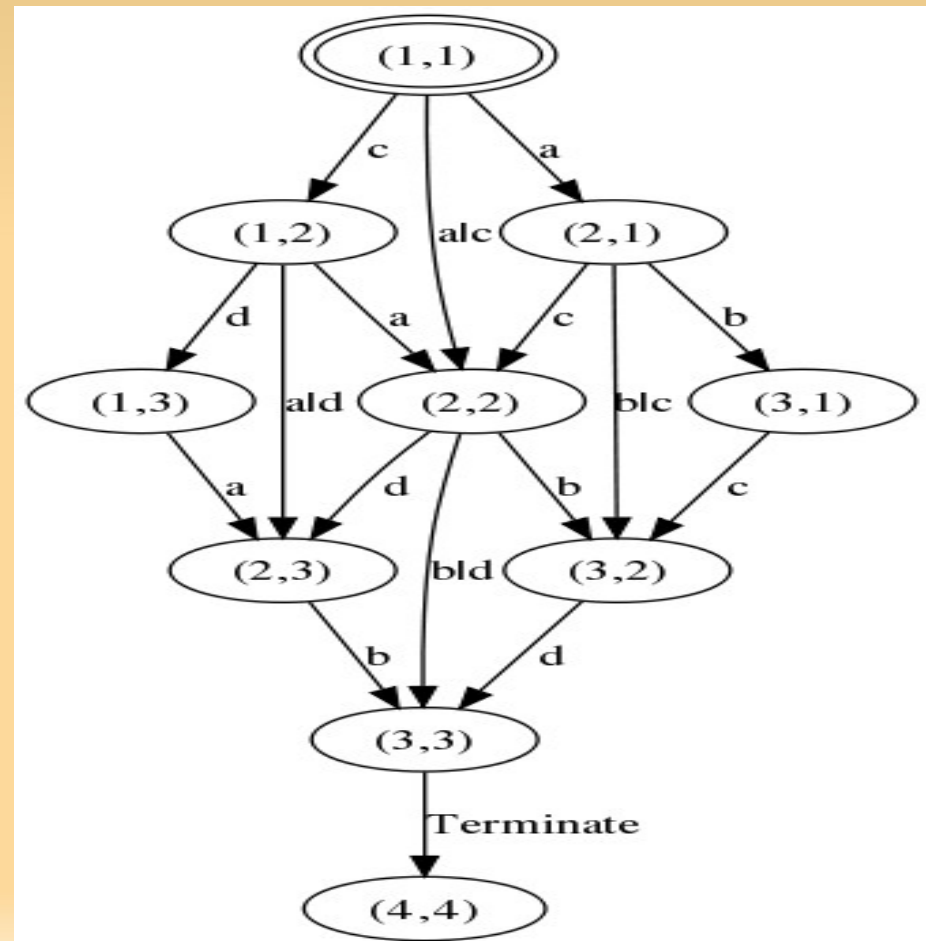 (1,1)
c
a
(1,2)
a|c
(2,1)
d
a
c
b
(1,3)
a|d
(2,2)
b|c
(3,1)
a
d
b
c
(2,3)
b|d
(3,2)
b
d
(3,3)
Terminate
(4,4)